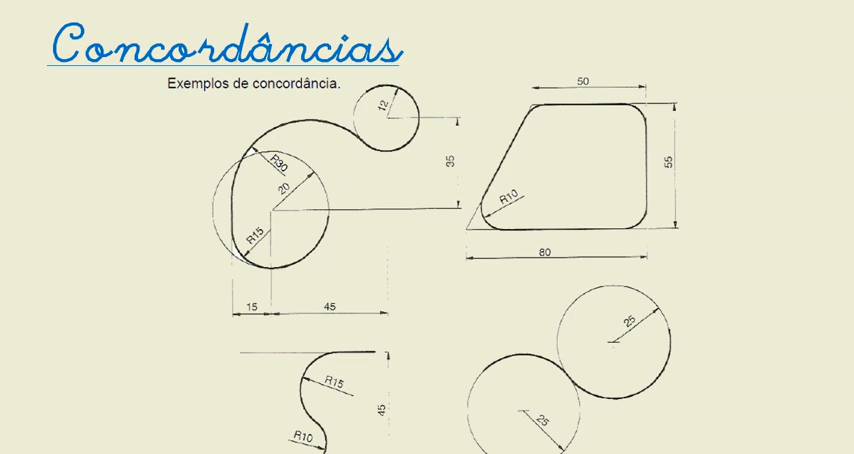 Concordâncias
Exemplos de concordância.
12
R30
20
R15
35
15
45
50
R10
55
80
R15
R10
45
25
25